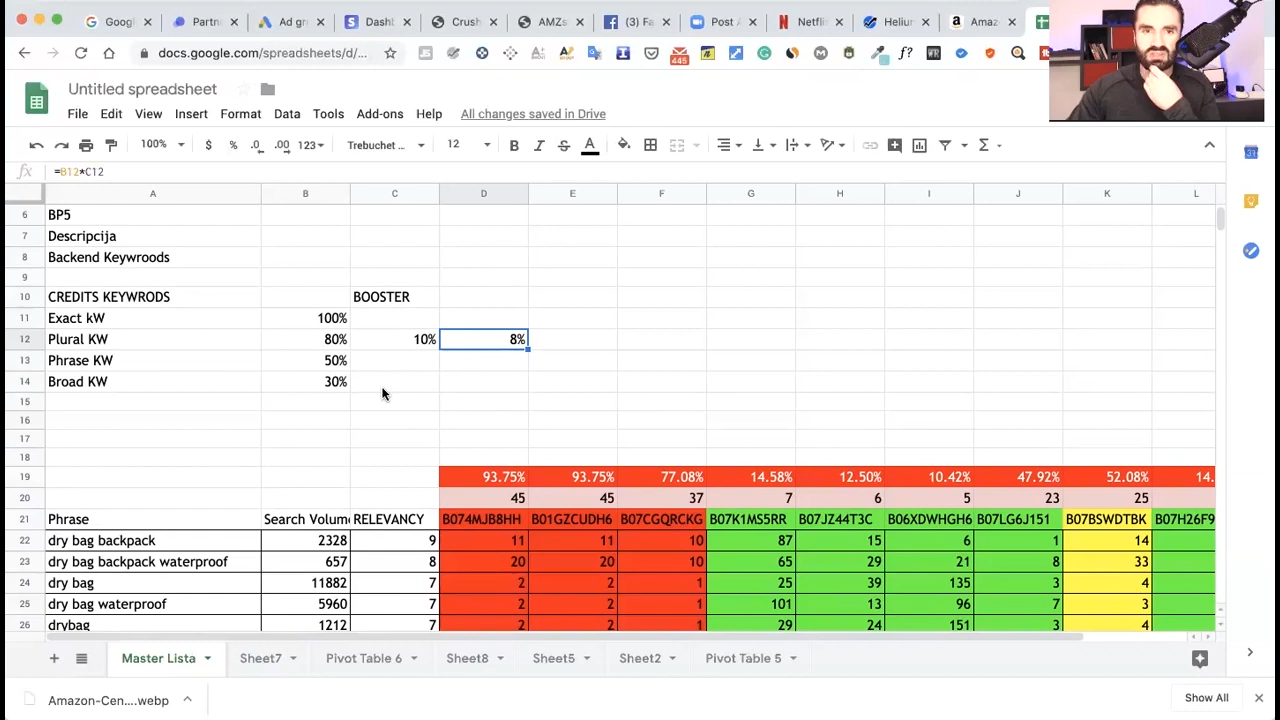 Googl
Partn
Ad gr
Dashl
Crush
AMZs
(3) Fa
Post A
Netfli
Helium
Amaz
docs.google.com/spreadsheets/d/...
445
Untitled spreadsheet
File Edit View Insert Format Data Tools Add-ons Help All changes saved in Drive
100% $ % .0 .00 123 Trebuchet ... 12 B I S A
fx =B12*C12
A B C D E F G H I J K L
6 BP5
7 Descripcija
8 Backend Keywroods
9
10 CREDITS KEYWRODS BOOSTER
11 Exact kW 100%
12 Plural KW 80% 10% 8%
13 Phrase KW 50%
14 Broad KW 30%
15
16
17
18
19 93.75% 93.75% 77.08% 14.58% 12.50% 10.42% 47.92% 52.08% 14.
20 45 45 37 7 6 5 23 25
21 Phrase Search Volum RELEVANCY B074MJB8HH B01GZCUDH6 B07CGQRCKG B07K1MS5RR B07JZ44T3C B06XDWHGH6 B07LG6J151 B07BSWDTBK B07H26F9
22 dry bag backpack 2328 9 11 11 10 87 15 6 1 14
23 dry bag backpack waterproof 657 8 20 20 10 65 29 21 8 33
24 dry bag 11882 7 2 2 1 25 39 135 3 4
25 dry bag waterproof 5960 7 2 2 1 101 13 96 7 3
26 drybag 1212 7 2 2 1 29 24 151 3 4
Master Lista Sheet7 Pivot Table 6 Sheet8 Sheet5 Sheet2 Pivot Table 5
Amazon-Cen....webp Show All